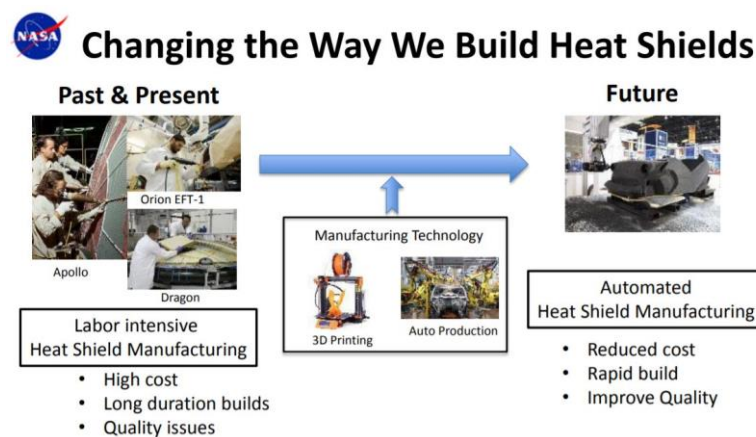 NASA
Changing the Way We Build Heat Shields
Past & Present
Orion EFT-1
Apollo
Dragon
Labor intensive
Heat Shield Manufacturing
• High cost
• Long duration builds
• Quality issues
Manufacturing Technology
3D Printing
Auto Production
Future
Automated
Heat Shield Manufacturing
• Reduced cost
• Rapid build
• Improve Quality